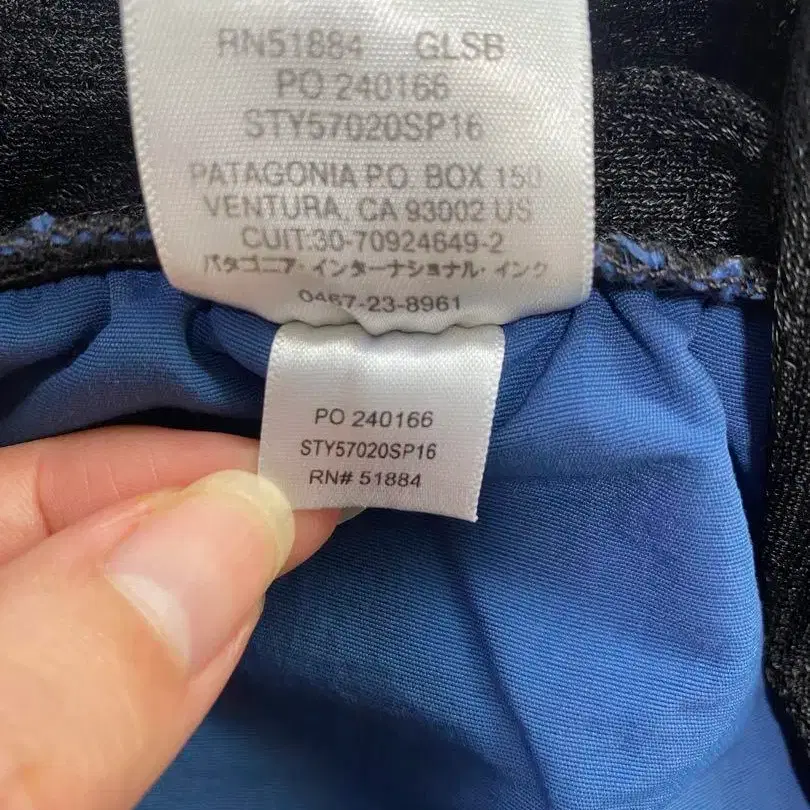 RN51884 GLSB
PO 240166
STY57020SP16
PATAGONIA P.O. BOX 150
VENTURA, CA 93002 US
CUIT:30-70924649-2
パタゴニア・インターナショナル・インク
0467-23-8961
PO 240166
STY57020SP16
RN# 51884